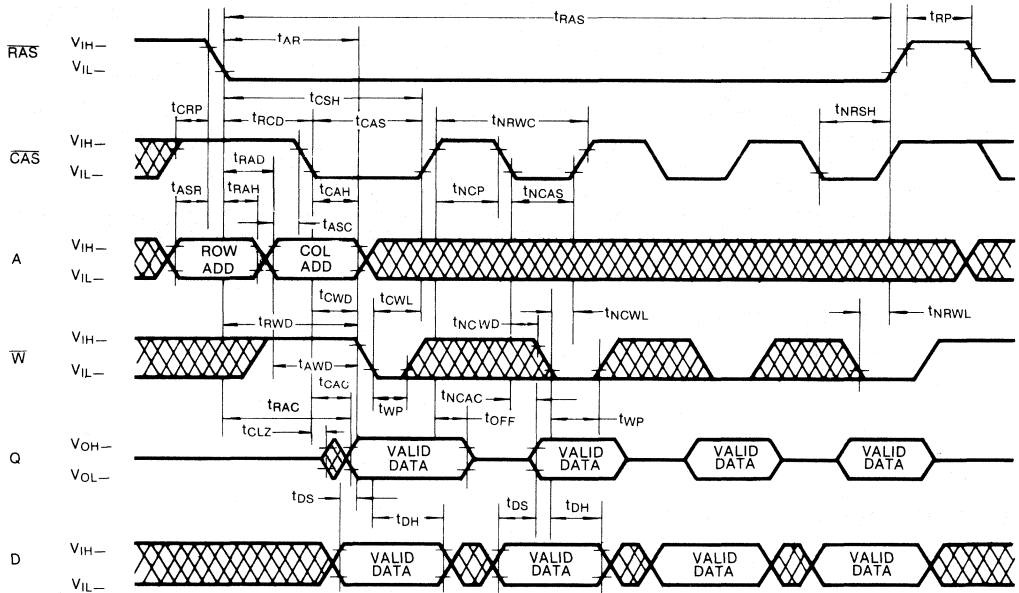 tRAS
tRP
tAR
RAS
VIH
VIL
tCSH
tCRP
tRCD
tCAS
tNRWC
tNRSH
CAS
VIH
VIL
tRAD
tASR
tRAH
tCAH
tNCP
tNCAS
tASC
A
VIH
VIL
ROW
ADD
COL
ADD
tCWD
tCWL
tRWD
tNCWD
tNCWL
tNRWL
W
VIH
VIL
tAWD
tCAC
tWP
tNCAC
tRAC
tOFF
tWP
tCLZ
Q
VOH
VOL
VALID
DATA
VALID
DATA
VALID
DATA
VALID
DATA
tDS
tDH
tDS
tDH
D
VIH
VIL
VALID
DATA
VALID
DATA
VALID
DATA
VALID
DATA